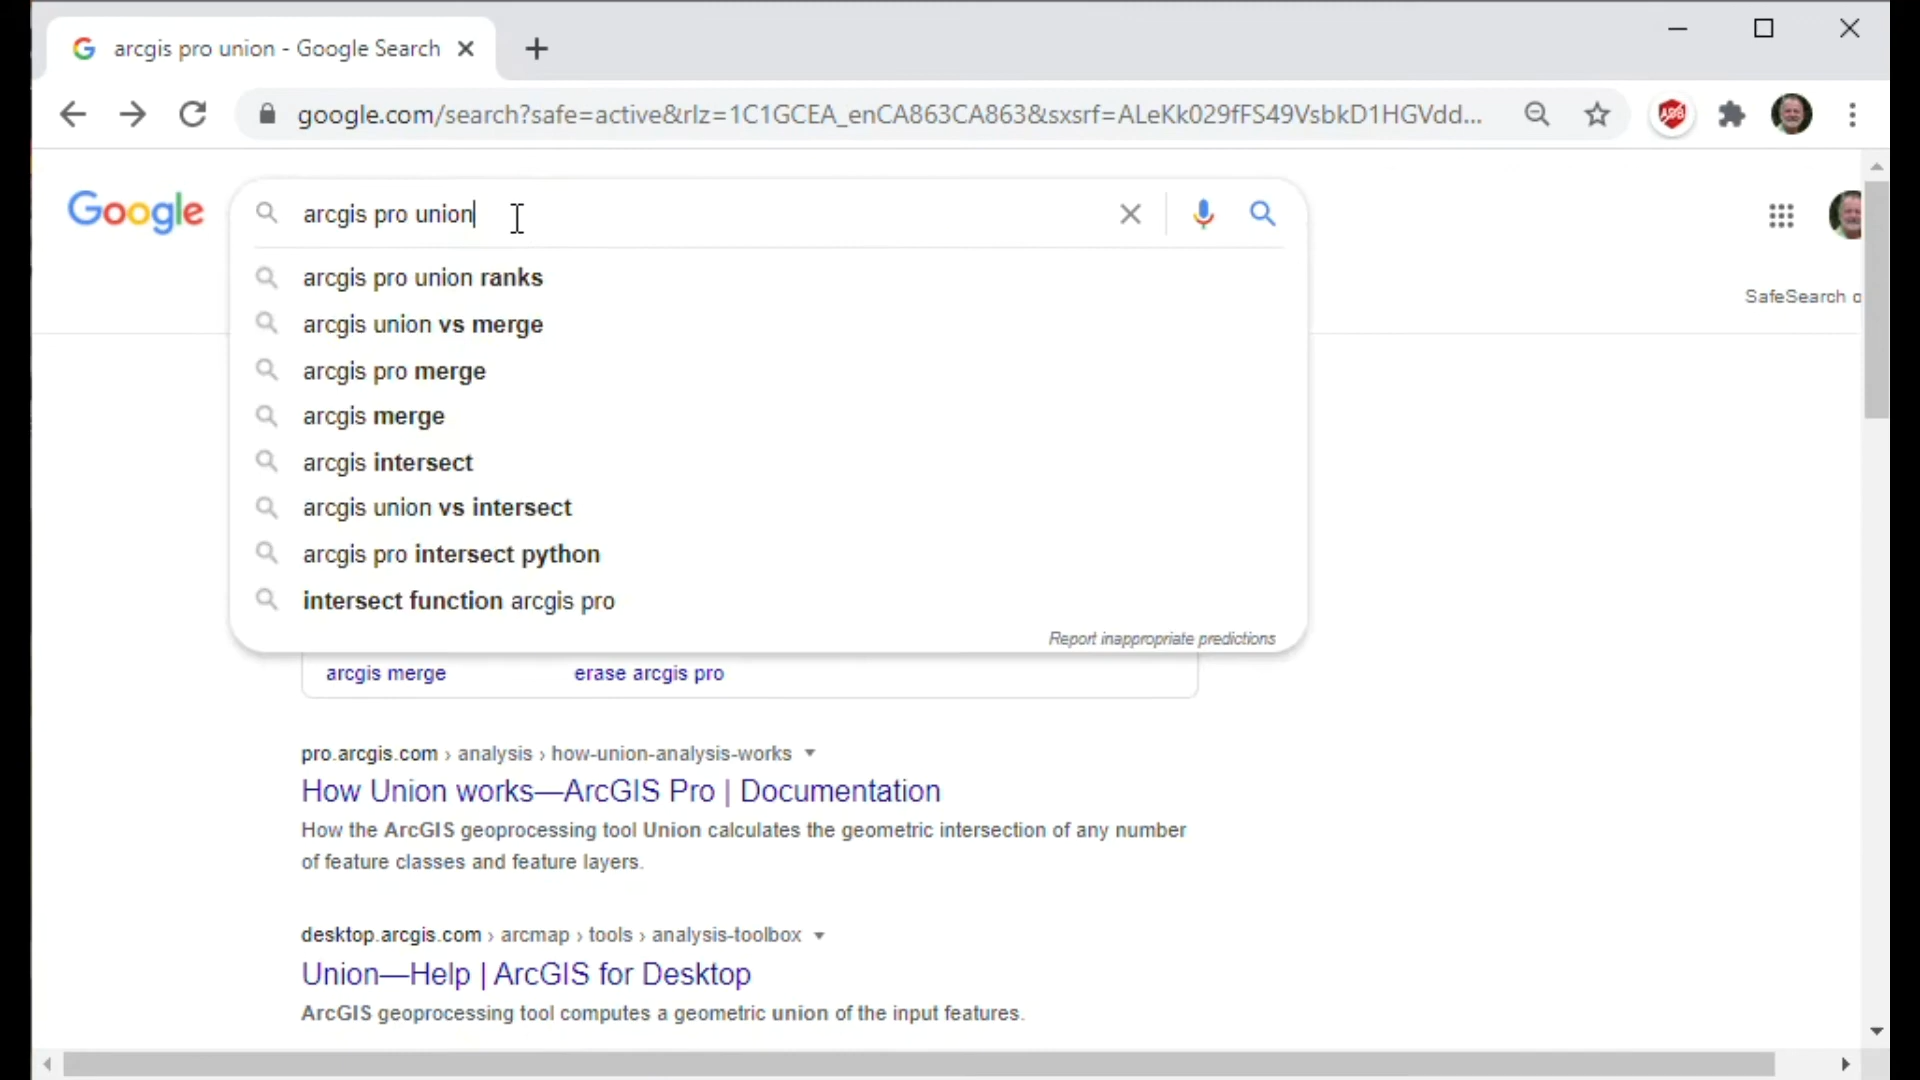 arcgis pro union - Google Search
google.com/search?safe=active&rlz=1C1GCEA_enCA863CA863&sxsrf=ALeKk029fFS49VsbkD1HGVdd...
ABP
Google
arcgis pro union
SafeSearch o
arcgis pro union ranks
arcgis union vs merge
arcgis pro merge
arcgis merge
arcgis intersect
arcgis union vs intersect
arcgis pro intersect python
intersect function arcgis pro
Report inappropriate predictions
arcgis merge erase arcgis pro
pro.arcgis.com › analysis › how-union-analysis-works
How Union works—ArcGIS Pro | Documentation
How the ArcGIS geoprocessing tool Union calculates the geometric intersection of any number
of feature classes and feature layers.
desktop.arcgis.com › arcmap › tools › analysis-toolbox
Union—Help | ArcGIS for Desktop
ArcGIS geoprocessing tool computes a geometric union of the input features.